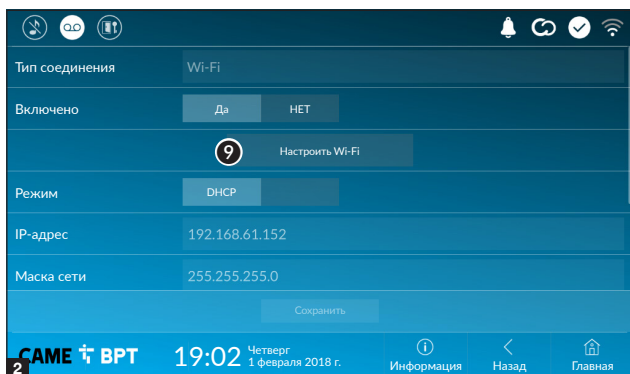 Тип соединения Wi-Fi
Включено Да НЕТ
9 Настроить Wi-Fi
Режим DHCP
IP-адрес 192.168.61.152
Маска сети 255.255.255.0
Сохранить
2 CAME BPT 19:02 Четверг
1 февраля 2018 г.
Информация Назад Главная